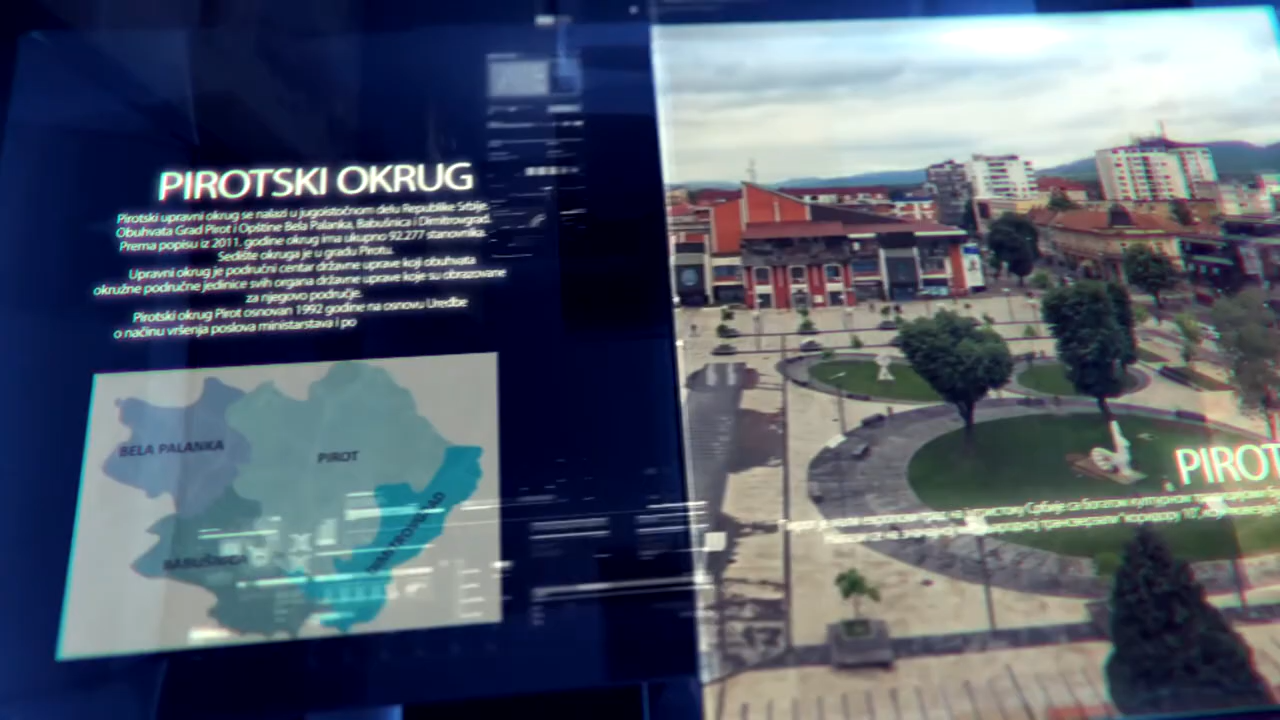 PIROTSKI OKRUG
Pirotski upravni okrug se nalazi u jugoistočnom delu Republike Srbije.
Obuhvata Grad Pirot i Opštine Bela Palanka, Babušnica i Dimitrovgrad.
Prema popisu iz 2011. godine okrug ima ukupno 92.277 stanovnika.
Sedište okruga je u gradu Pirotu.
Upravni okrug je područni centar državne uprave koji obuhvata
okružne područne jedinice svih organa državne uprave koje su obrazovane
za njegovo područje.
Pirotski okrug Pirot osnovan 1992 godine na osnovu Uredbe
o načinu vršenja poslova ministarstava i po
BELA PALANKA
PIROT
BABUŠNICA
DIMITROVGRAD
PIROT
Србије са богатом културном